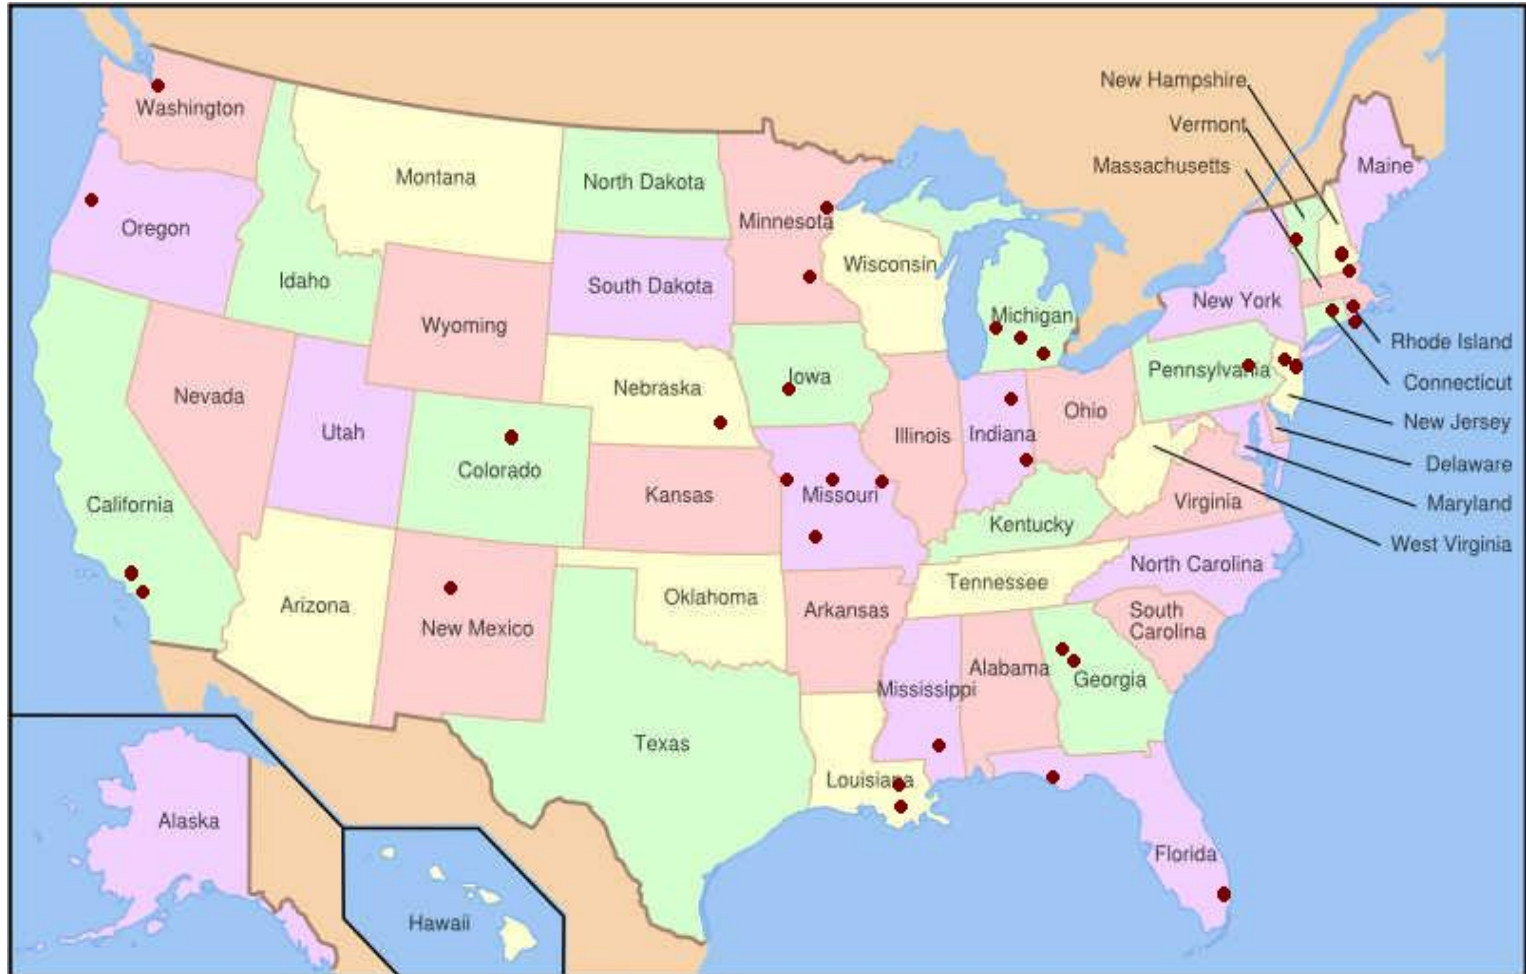 New Hampshire
Vermont
Massachusetts
Washington
Maine
Montana
North Dakota
Minnesota
Oregon
Wisconsin
Idaho
South Dakota
New York
Michigan
Wyoming
Rhode Island
Pennsylvania
Iowa
Connecticut
Nebraska
Nevada
Ohio
New Jersey
Utah
Illinois
Indiana
Colorado
Delaware
Kansas
Missouri
California
Virginia
Maryland
Kentucky
West Virginia
North Carolina
Tennessee
Oklahoma
Arizona
Arkansas
South
Carolina
New Mexico
Alabama
Georgia
Mississippi
Texas
Louisiana
Alaska
Florida
Hawaii